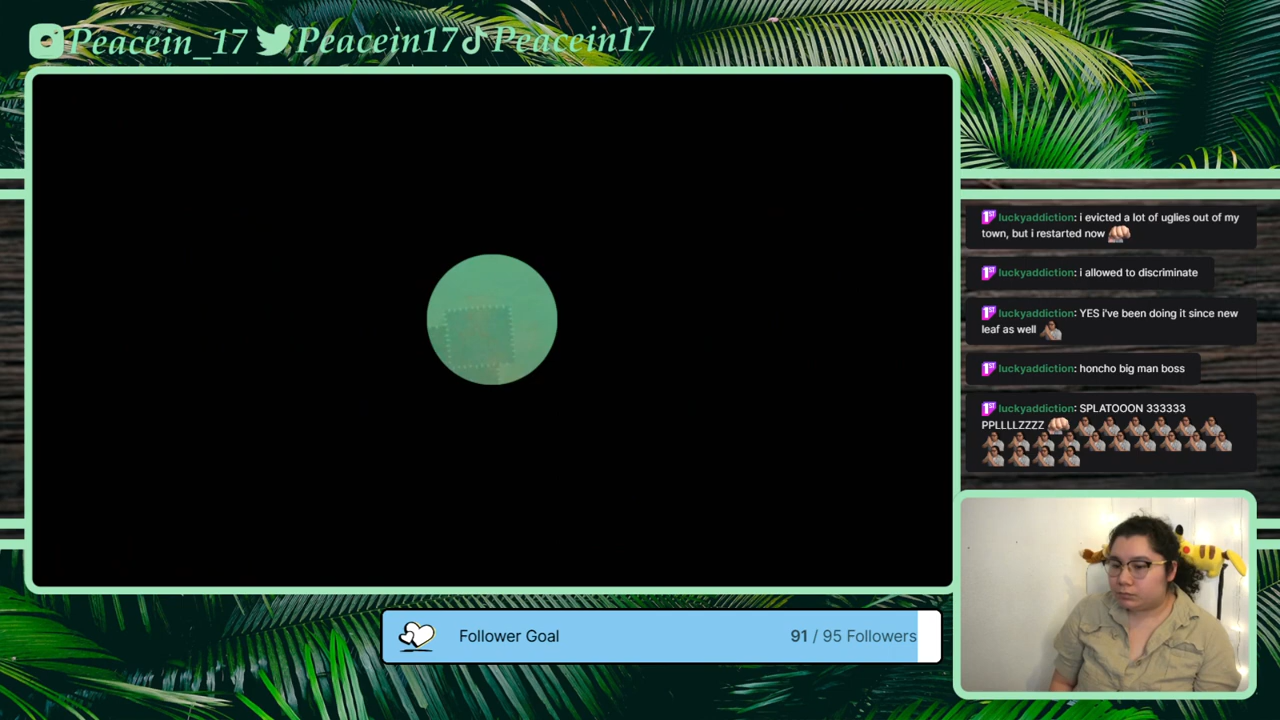 Peacein_17 Peacein17 Peacein17
luckyaddiction: i evicted a lot of uglies out of my
town, but i restarted now
luckyaddiction: i allowed to discriminate
luckyaddiction: YES i've been doing it since new
leaf as well
luckyaddiction: honcho big man boss
luckyaddiction: SPLATOOON 333333
PPLLLLZZZZ
Follower Goal 91 / 95 Followers